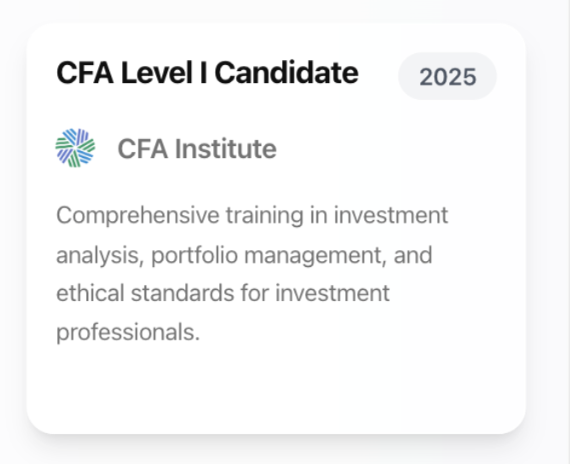 CFA Level I Candidate
2025
CFA Institute
Comprehensive training in investment
analysis, portfolio management, and
ethical standards for investment
professionals.